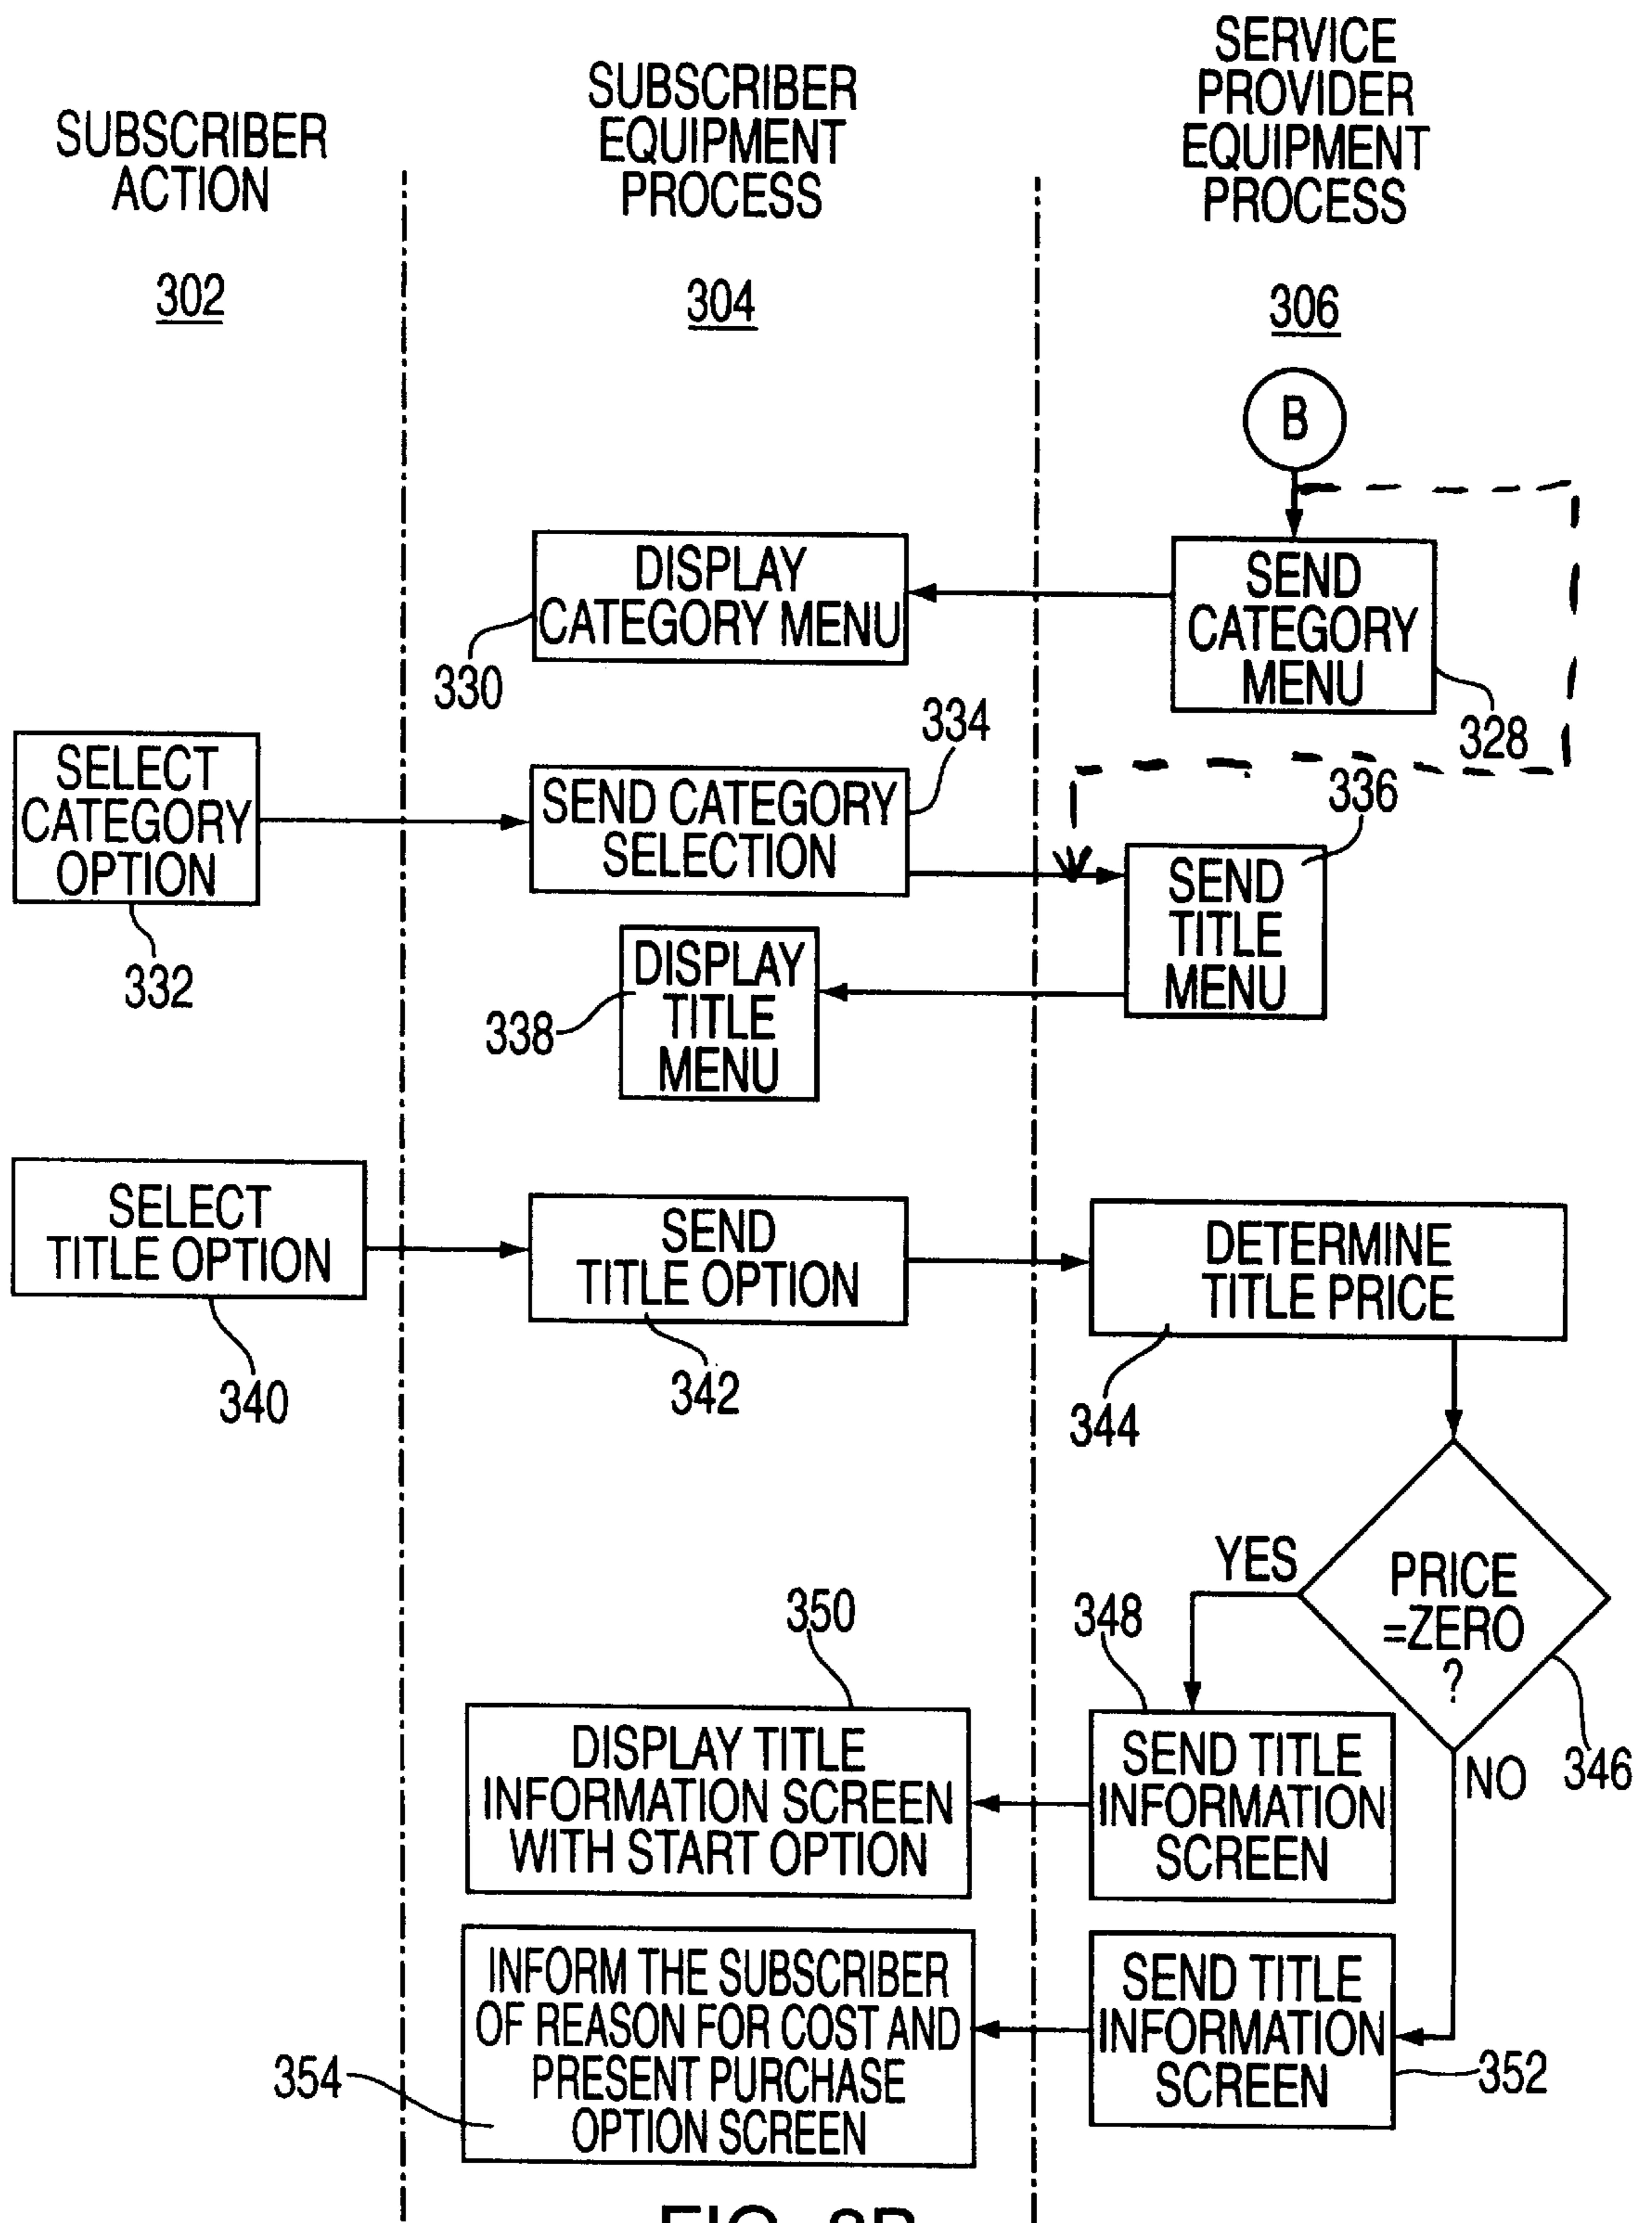 SUBSCRIBER
ACTION
302
SUBSCRIBER
EQUIPMENT
PROCESS
304
SERVICE
PROVIDER
EQUIPMENT
PROCESS
306
B
DISPLAY
CATEGORY MENU
330
SEND
CATEGORY
MENU
328
SELECT
CATEGORY
OPTION
332
SEND CATEGORY
SELECTION
334
SEND
TITLE
MENU
336
DISPLAY
TITLE
MENU
338
SELECT
TITLE OPTION
340
SEND
TITLE OPTION
342
DETERMINE
TITLE PRICE
344
PRICE
=ZERO
?
346
YES
NO
348
SEND TITLE
INFORMATION
SCREEN
350
DISPLAY TITLE
INFORMATION SCREEN
WITH START OPTION
SEND TITLE
INFORMATION
SCREEN
352
INFORM THE SUBSCRIBER
OF REASON FOR COST AND
PRESENT PURCHASE
OPTION SCREEN
354
FIG.